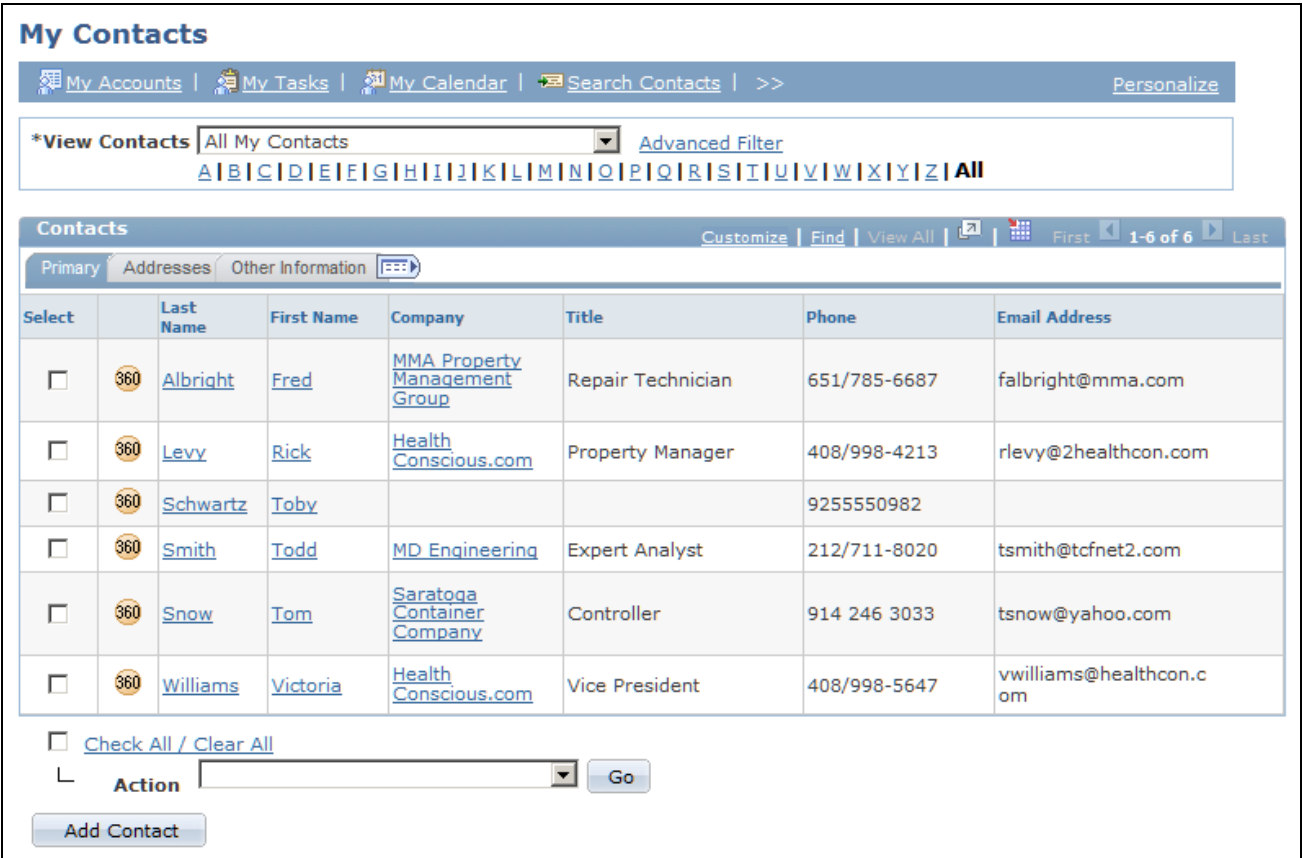 My Contacts
My Accounts | My Tasks | My Calendar | Search Contacts | >> Personalize
*View Contacts All My Contacts Advanced Filter
A | B | C | D | E | F | G | H | I | J | K | L | M | N | O | P | Q | R | S | T | U | V | W | X | Y | Z | All
Contacts Customize | Find | View All | | First 1-6 of 6 Last
Primary Addresses Other Information
Select Last Name First Name Company Title Phone Email Address
360 Albright Fred MMA Property Management Group Repair Technician 651/785-6687 falbright@mma.com
360 Levy Rick Health Conscious.com Property Manager 408/998-4213 rlevy@2healthcon.com
360 Schwartz Toby 9255550982
360 Smith Todd MD Engineering Expert Analyst 212/711-8020 tsmith@tcfnet2.com
360 Snow Tom Saratoga Container Company Controller 914 246 3033 tsnow@yahoo.com
360 Williams Victoria Health Conscious.com Vice President 408/998-5647 vwilliams@healthcon.com
Check All / Clear All
Action Go
Add Contact